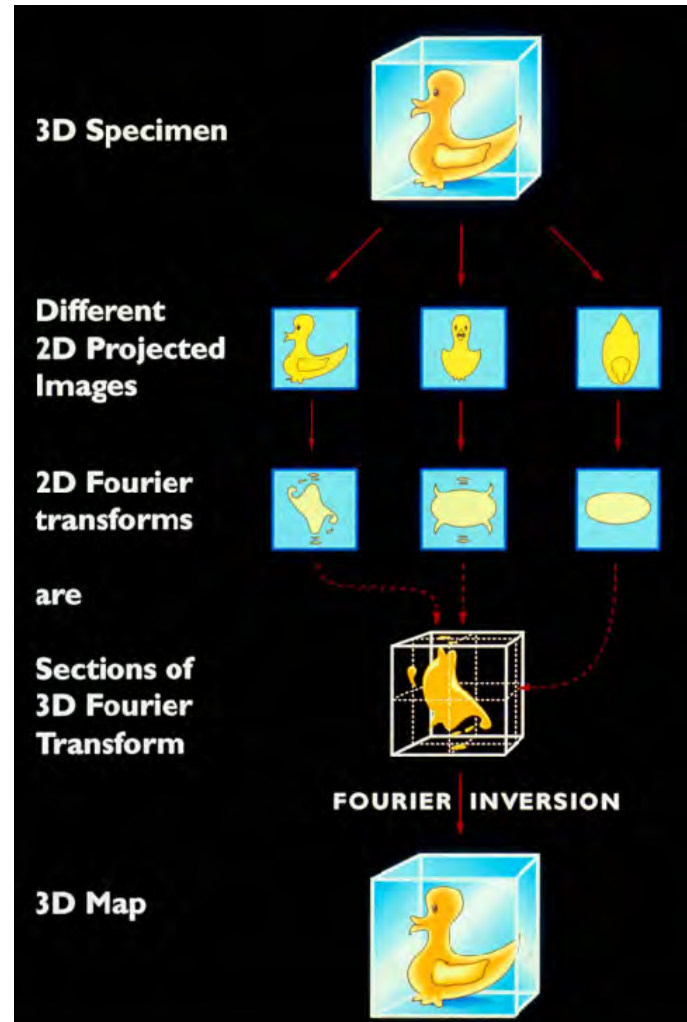 3D Specimen
Different
2D Projected
Images
2D Fourier
transforms
are
Sections of
3D Fourier
Transform
FOURIER INVERSION
3D Map